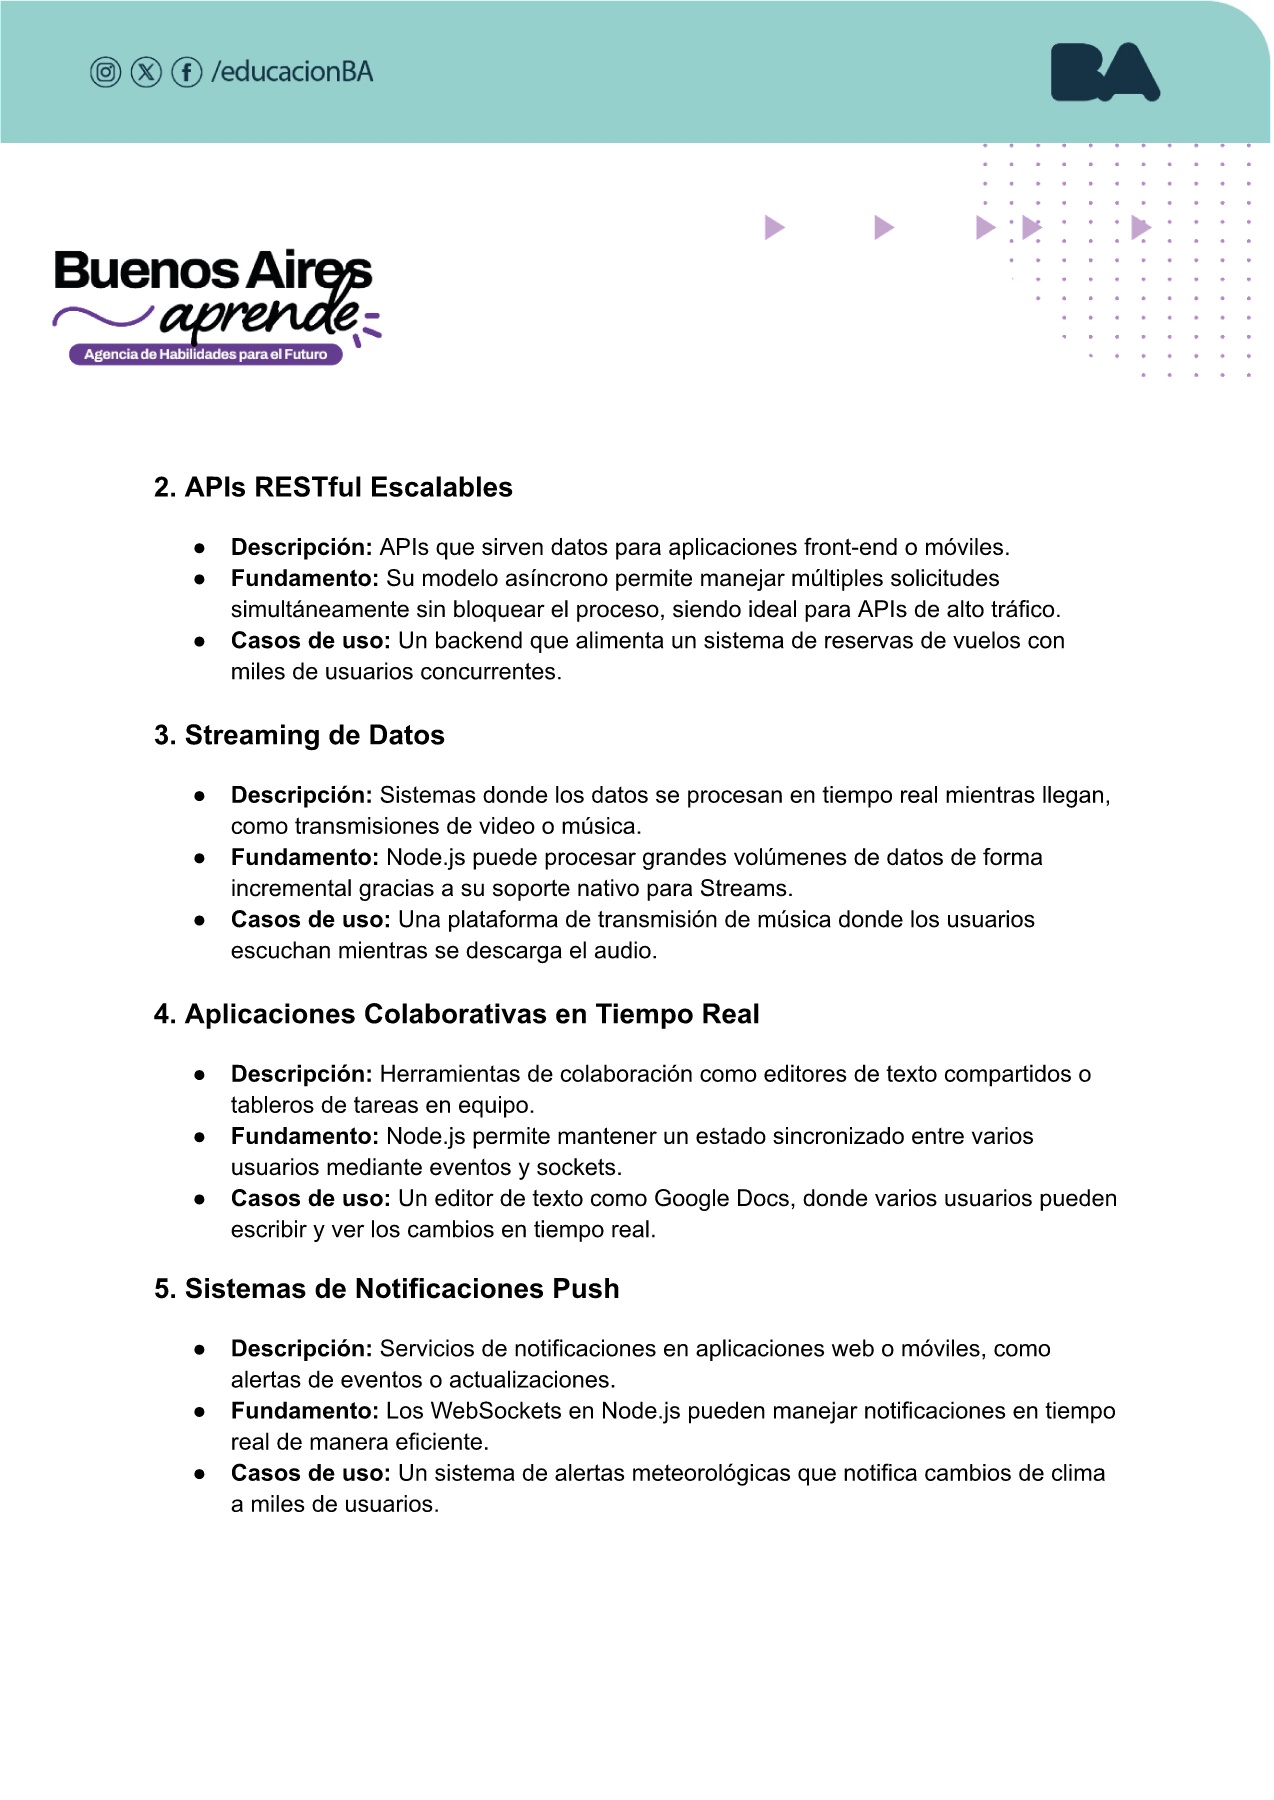 /educacionBA
BA
Buenos Aires
aprende
Agencia de Habilidades para el Futuro
2. APIs RESTful Escalables
● Descripción: APIs que sirven datos para aplicaciones front-end o móviles.
● Fundamento: Su modelo asíncrono permite manejar múltiples solicitudes
simultáneamente sin bloquear el proceso, siendo ideal para APIs de alto tráfico.
● Casos de uso: Un backend que alimenta un sistema de reservas de vuelos con
miles de usuarios concurrentes.
3. Streaming de Datos
● Descripción: Sistemas donde los datos se procesan en tiempo real mientras llegan,
como transmisiones de video o música.
● Fundamento: Node.js puede procesar grandes volúmenes de datos de forma
incremental gracias a su soporte nativo para Streams.
● Casos de uso: Una plataforma de transmisión de música donde los usuarios
escuchan mientras se descarga el audio.
4. Aplicaciones Colaborativas en Tiempo Real
● Descripción: Herramientas de colaboración como editores de texto compartidos o
tableros de tareas en equipo.
● Fundamento: Node.js permite mantener un estado sincronizado entre varios
usuarios mediante eventos y sockets.
● Casos de uso: Un editor de texto como Google Docs, donde varios usuarios pueden
escribir y ver los cambios en tiempo real.
5. Sistemas de Notificaciones Push
● Descripción: Servicios de notificaciones en aplicaciones web o móviles, como
alertas de eventos o actualizaciones.
● Fundamento: Los WebSockets en Node.js pueden manejar notificaciones en tiempo
real de manera eficiente.
● Casos de uso: Un sistema de alertas meteorológicas que notifica cambios de clima
a miles de usuarios.